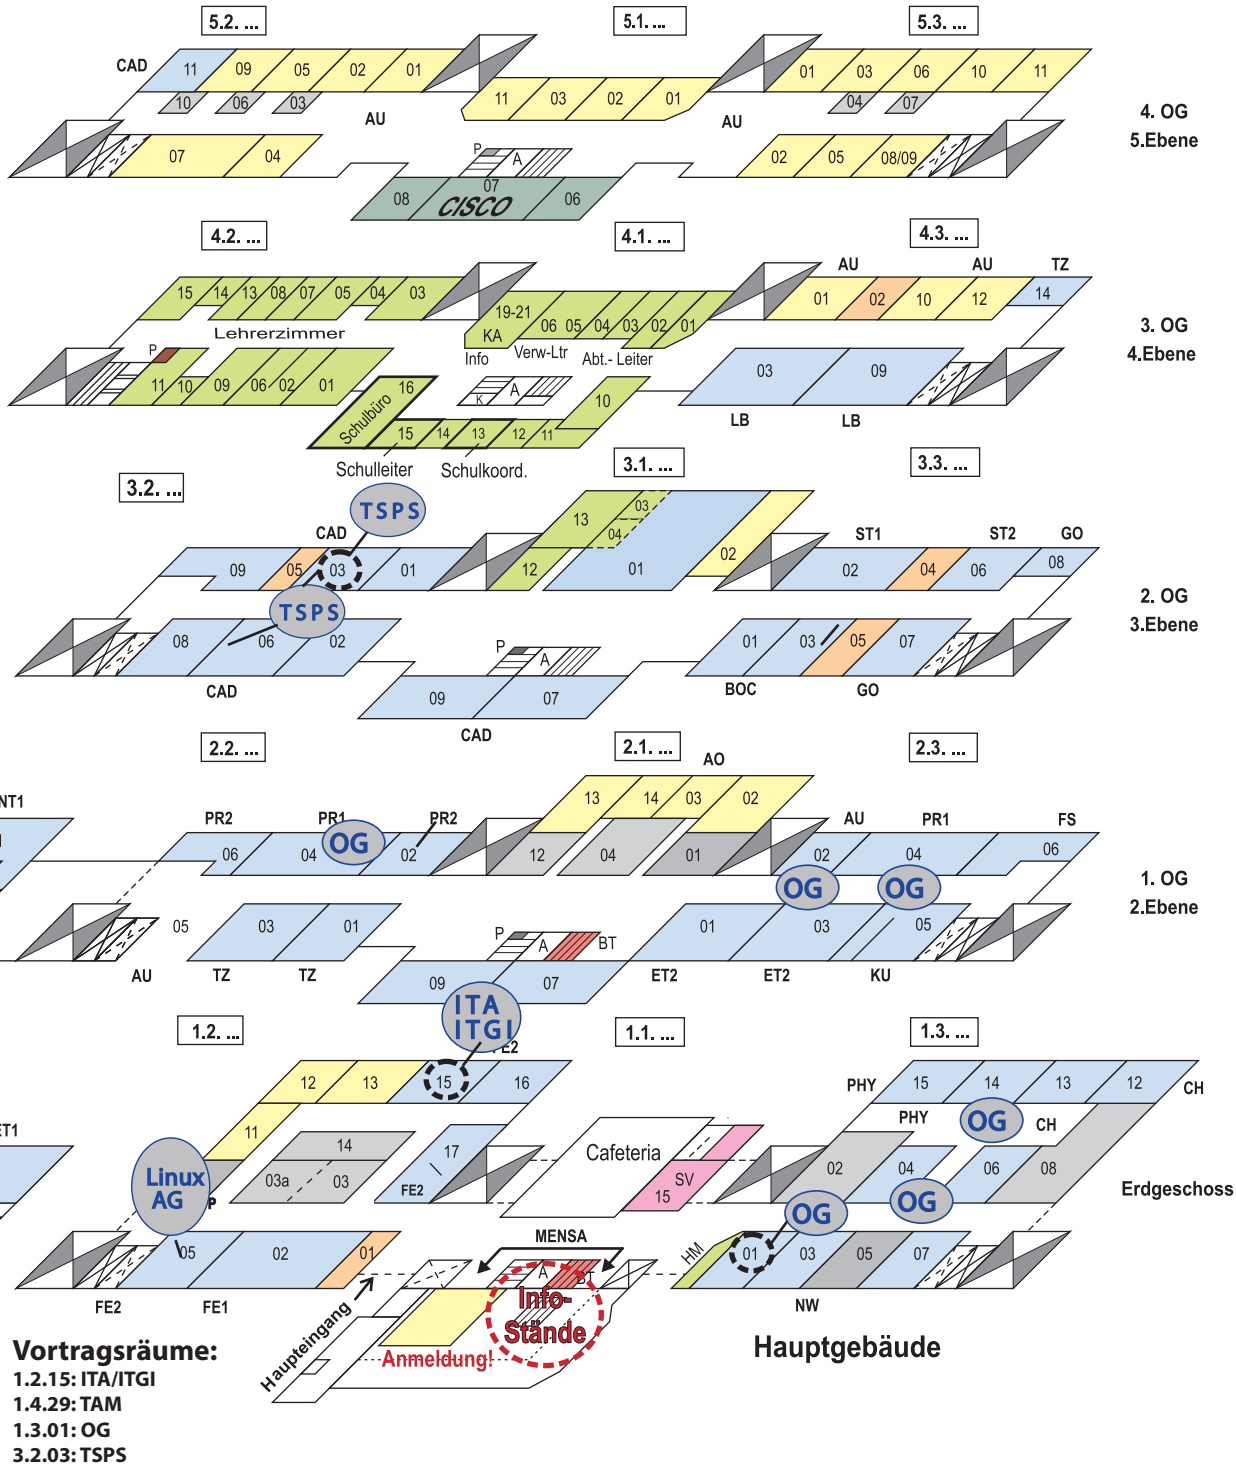 5.2. ...
5.1. ...
5.3. ...
CAD
11
09
05
02
01
10
06
03
AU
11
03
02
01
AU
01
03
06
10
11
04
07
4. OG
5.Ebene
07
04
P
A
08
07
CISCO
06
02
05
08/09
4.2. ...
4.1. ...
4.3. ...
AU
AU
TZ
15
14
13
08
07
05
04
03
Lehrerzimmer
19-21
KA
06
05
04
03
02
01
Info
Verw-Ltr
Abt.- Leiter
01
02
10
12
14
3. OG
4.Ebene
P
11
10
09
06
02
01
Schulbüro
16
K
A
10
15
14
13
12
11
Schulleiter
Schulkoord.
03
09
LB
LB
3.2. ...
3.1. ...
3.3. ...
TSPS
CAD
09
05
03
01
13
03
04
12
01
02
ST1
ST2
GO
02
04
06
08
2. OG
3.Ebene
TSPS
08
06
02
CAD
P
A
09
07
CAD
01
03
05
07
BOC
GO
2.2. ...
2.1. ...
2.3. ...
NT1
PR2
PR1
PR2
06
04
OG
02
AO
13
14
03
02
12
04
01
AU
PR1
FS
02
04
06
OG
OG
1. OG
2.Ebene
05
03
01
AU
TZ
TZ
P
A
BT
09
07
01
03
05
ET2
ET2
KU
ITA
ITGI
FE2
1.2. ...
1.1. ...
1.3. ...
12
13
15
16
11
14
03a
03
17
FE2
ET1
Linux
AG
P
Cafeteria
SV
15
PHY
15
14
13
12
CH
PHY
OG
CH
02
04
06
08
OG
OG
Erdgeschoss
05
02
01
FE2
FE1
MENSA
A
BT
Info-
Stände
Anmeldung!
Haupteingang
HM
01
03
05
07
NW
Hauptgebäude
Vortragsräume:
1.2.15: ITA/ITGI
1.4.29: TAM
1.3.01: OG
3.2.03: TSPS